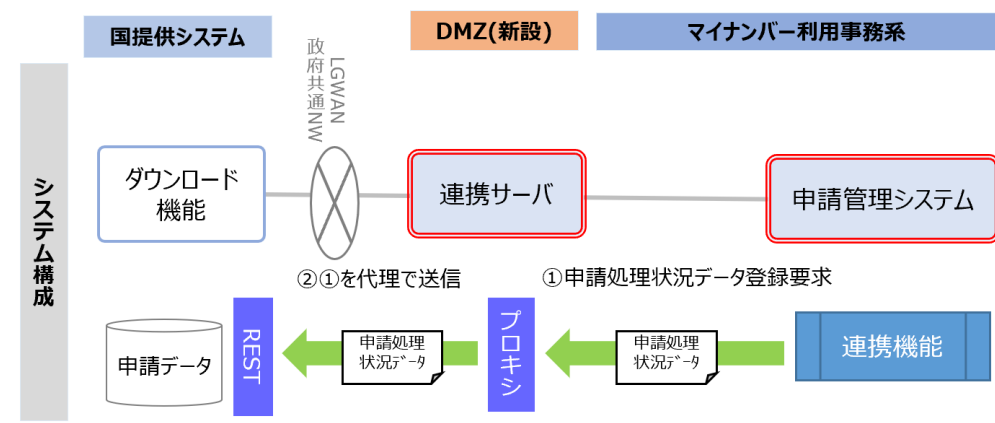 国提供システム
DMZ(新設)
マイナンバー利用事務系
LGWAN
政府共通NW
システム構成
ダウンロード
機能
連携サーバ
申請管理システム
②①を代理で送信
①申請処理状況データ登録要求
申請データ
REST
申請処理
状況ﾃﾞｰﾀ
プロキシ
申請処理
状況ﾃﾞｰﾀ
連携機能